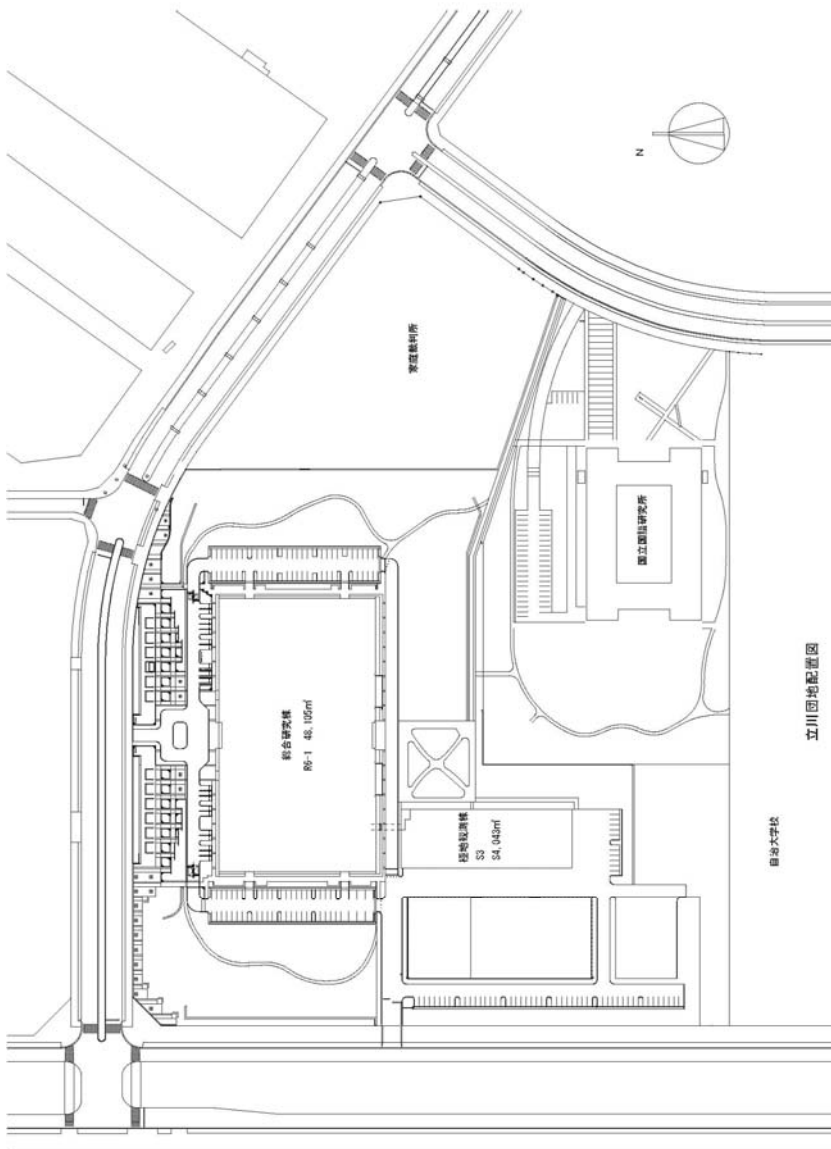 N
家庭裁判所
総合研究棟
R6-1 48,105㎡
国立国語研究所
極地観測棟
S3
S4,043㎡
自治大学校
立川団地配置図